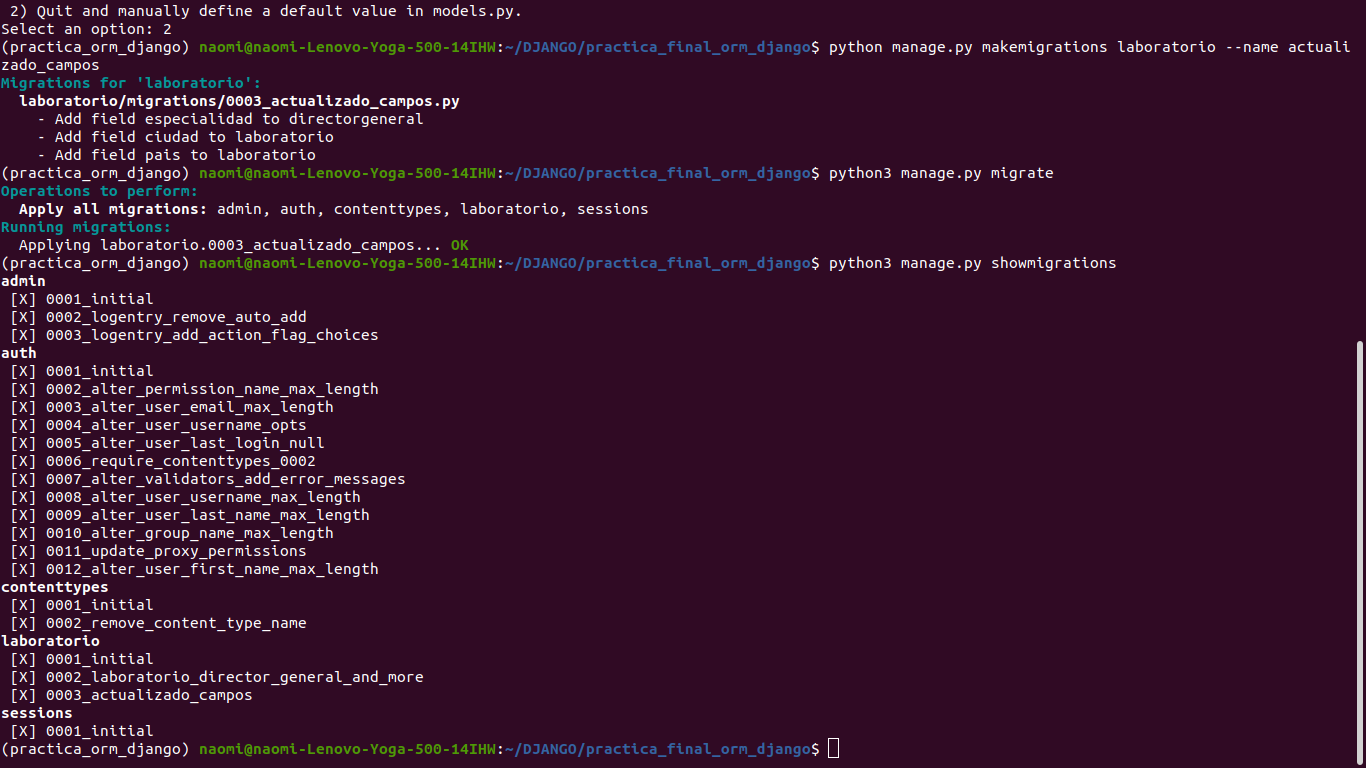 2) Quit and manually define a default value in models.py.
Select an option: 2
(practica_orm_django) naomi@naomi-Lenovo-Yoga-500-14IHW:~/DJANGO/practica_final_orm_django$ python manage.py makemigrations laboratorio --name actuali
zado_campos
Migrations for 'laboratorio':
  laboratorio/migrations/0003_actualizado_campos.py
    - Add field especialidad to directorgeneral
    - Add field ciudad to laboratorio
    - Add field pais to laboratorio
(practica_orm_django) naomi@naomi-Lenovo-Yoga-500-14IHW:~/DJANGO/practica_final_orm_django$ python3 manage.py migrate
Operations to perform:
  Apply all migrations: admin, auth, contenttypes, laboratorio, sessions
Running migrations:
  Applying laboratorio.0003_actualizado_campos... OK
(practica_orm_django) naomi@naomi-Lenovo-Yoga-500-14IHW:~/DJANGO/practica_final_orm_django$ python3 manage.py showmigrations
admin
 [X] 0001_initial
 [X] 0002_logentry_remove_auto_add
 [X] 0003_logentry_add_action_flag_choices
auth
 [X] 0001_initial
 [X] 0002_alter_permission_name_max_length
 [X] 0003_alter_user_email_max_length
 [X] 0004_alter_user_username_opts
 [X] 0005_alter_user_last_login_null
 [X] 0006_require_contenttypes_0002
 [X] 0007_alter_validators_add_error_messages
 [X] 0008_alter_user_username_max_length
 [X] 0009_alter_user_last_name_max_length
 [X] 0010_alter_group_name_max_length
 [X] 0011_update_proxy_permissions
 [X] 0012_alter_user_first_name_max_length
contenttypes
 [X] 0001_initial
 [X] 0002_remove_content_type_name
laboratorio
 [X] 0001_initial
 [X] 0002_laboratorio_director_general_and_more
 [X] 0003_actualizado_campos
sessions
 [X] 0001_initial
(practica_orm_django) naomi@naomi-Lenovo-Yoga-500-14IHW:~/DJANGO/practica_final_orm_django$